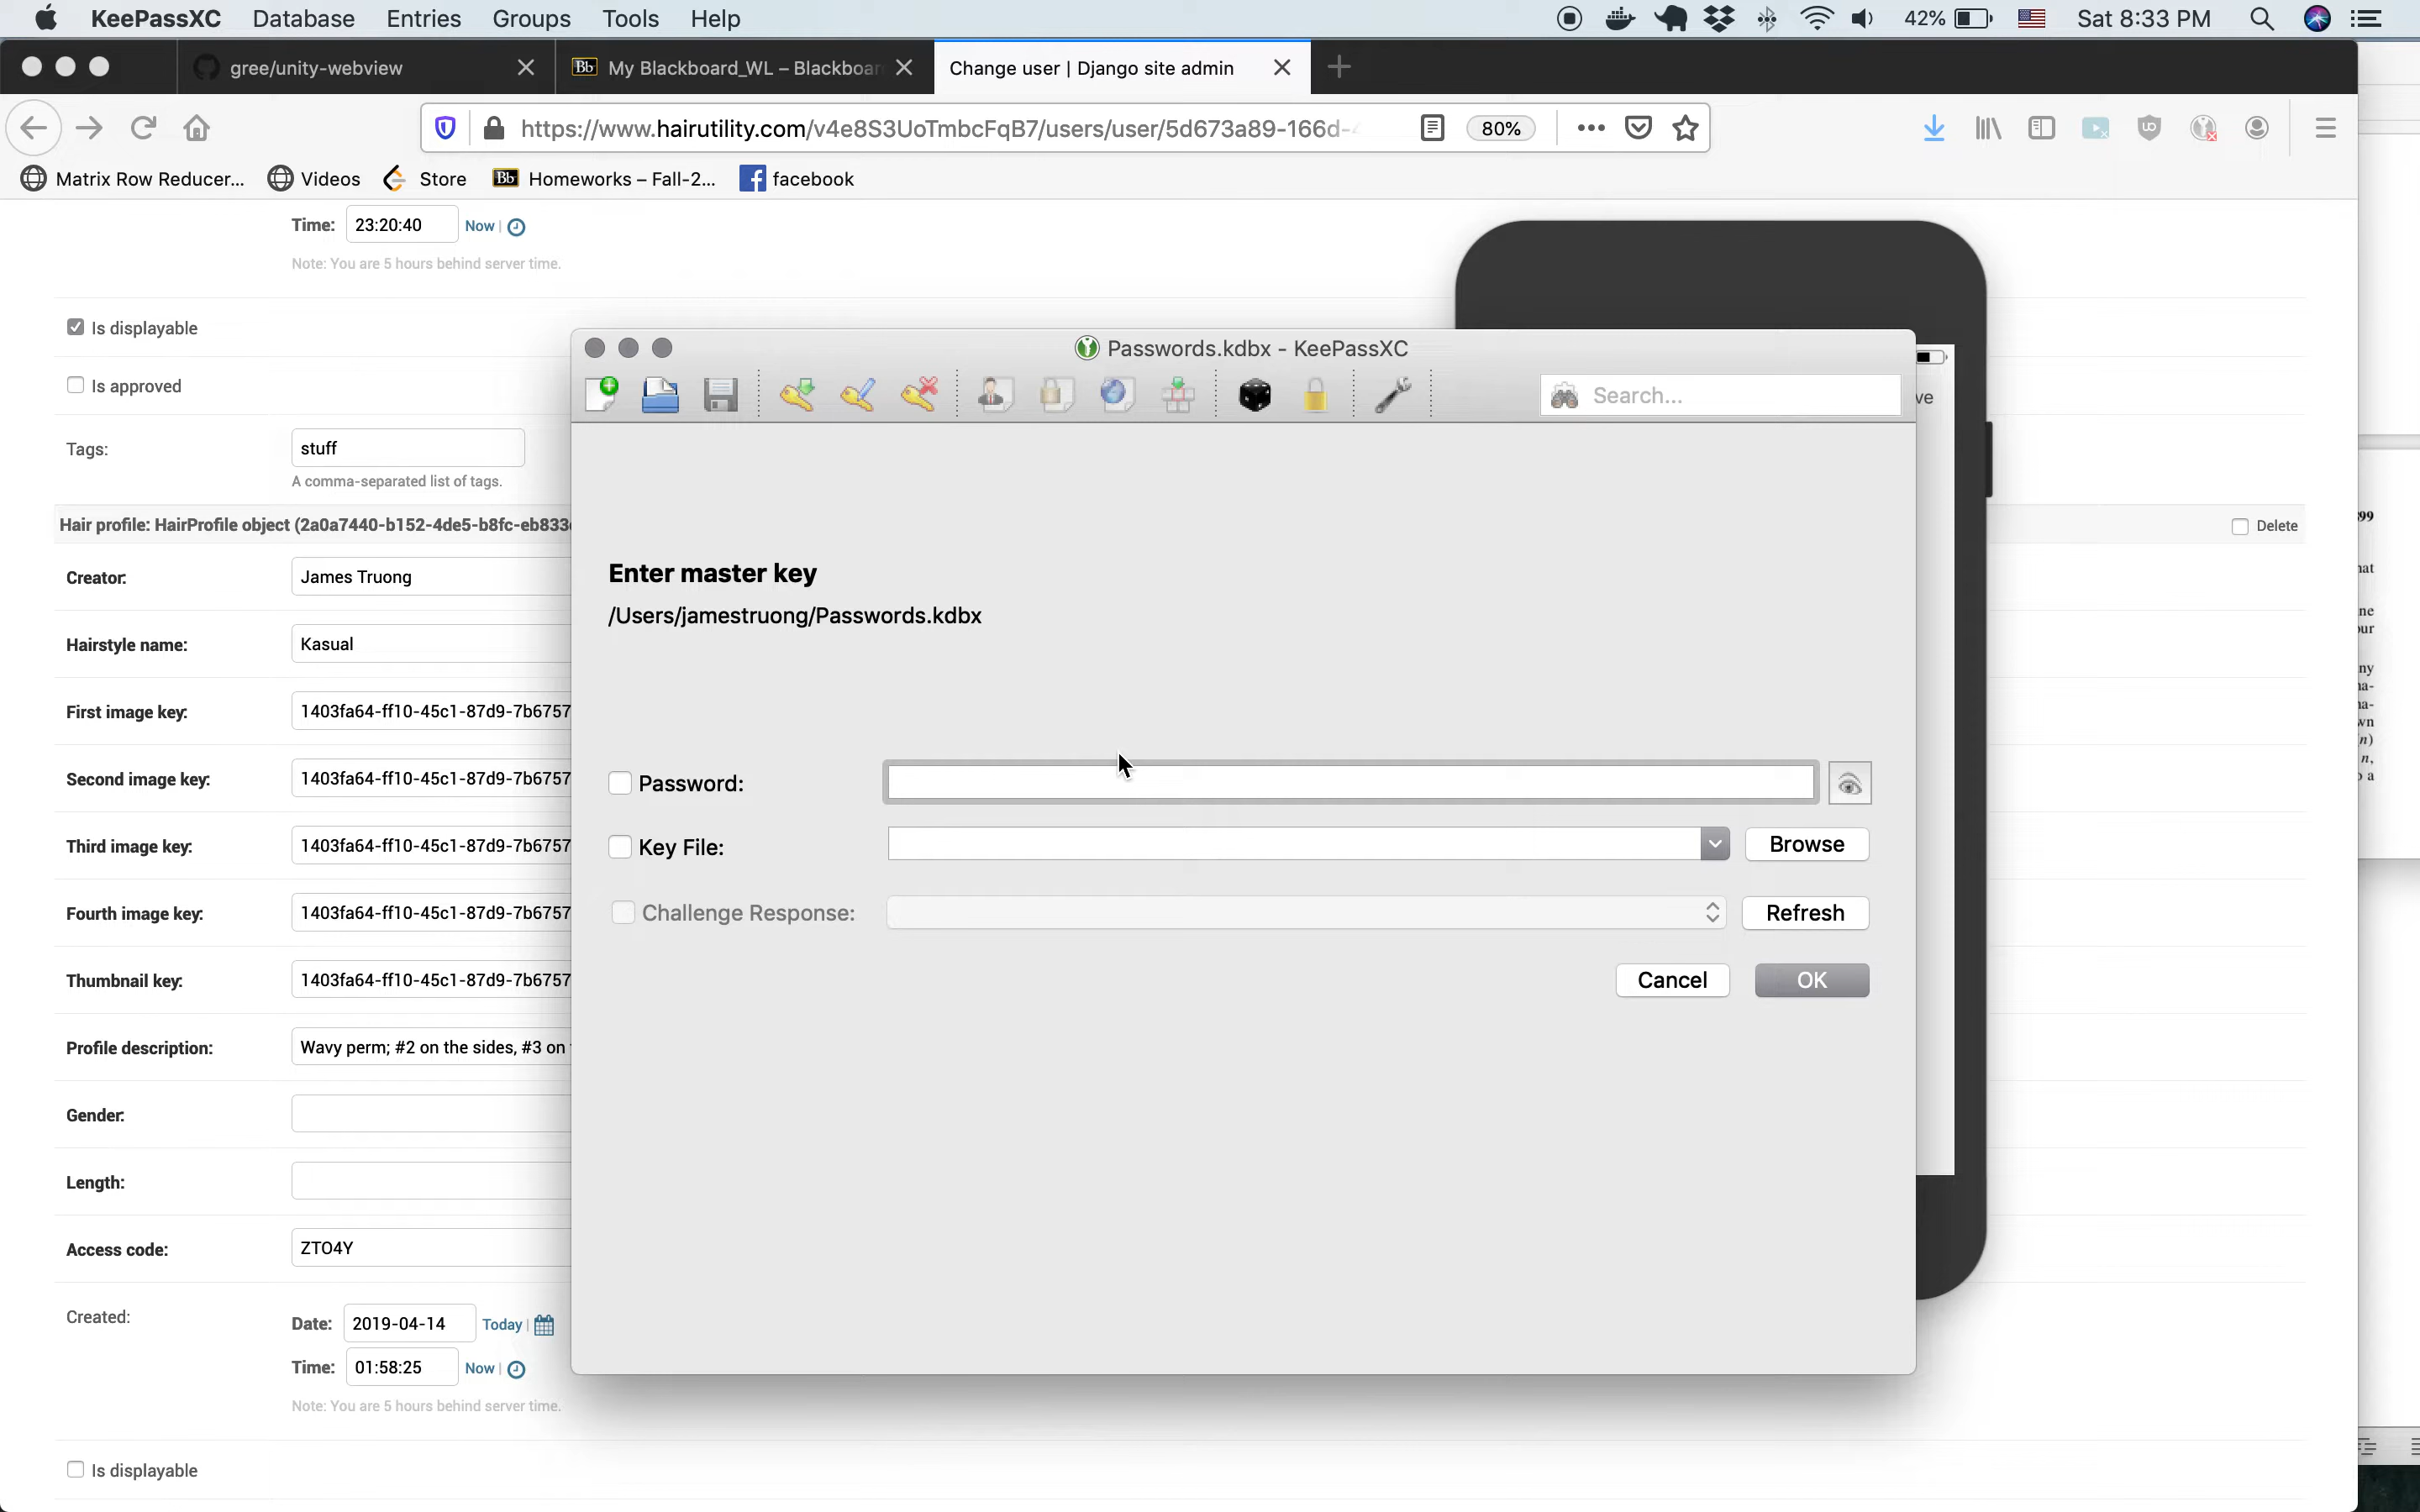 KeePassXC Database Entries Groups Tools Help 42% Sat 8:33 PM
gree/unity-webview My Blackboard_WL – Blackboar Change user | Django site admin
https://www.hairutility.com/v4e8S3UoTmbcFqB7/users/user/5d673a89-166d- 80%
Matrix Row Reducer... Videos Store Homeworks – Fall-2... facebook
Time: 23:20:40 Now
Note: You are 5 hours behind server time.
Is displayable
Is approved
Tags: stuff
A comma-separated list of tags.
Hair profile: HairProfile object (2a0a7440-b152-4de5-b8fc-eb833 Delete
Creator: James Truong
Hairstyle name: Kasual
First image key: 1403fa64-ff10-45c1-87d9-7b6757
Second image key: 1403fa64-ff10-45c1-87d9-7b6757
Third image key: 1403fa64-ff10-45c1-87d9-7b6757
Fourth image key: 1403fa64-ff10-45c1-87d9-7b6757
Thumbnail key: 1403fa64-ff10-45c1-87d9-7b6757
Profile description: Wavy perm; #2 on the sides, #3 on
Gender:
Length:
Access code: ZTO4Y
Created: Date: 2019-04-14 Today
Time: 01:58:25 Now
Note: You are 5 hours behind server time.
Is displayable
Passwords.kdbx - KeePassXC
Search...
Enter master key
/Users/jamestruong/Passwords.kdbx
Password:
Key File: Browse
Challenge Response: Refresh
Cancel OK
ve
99
hat
ne
our
ny
na-
na-
wn
n)
n,
o a